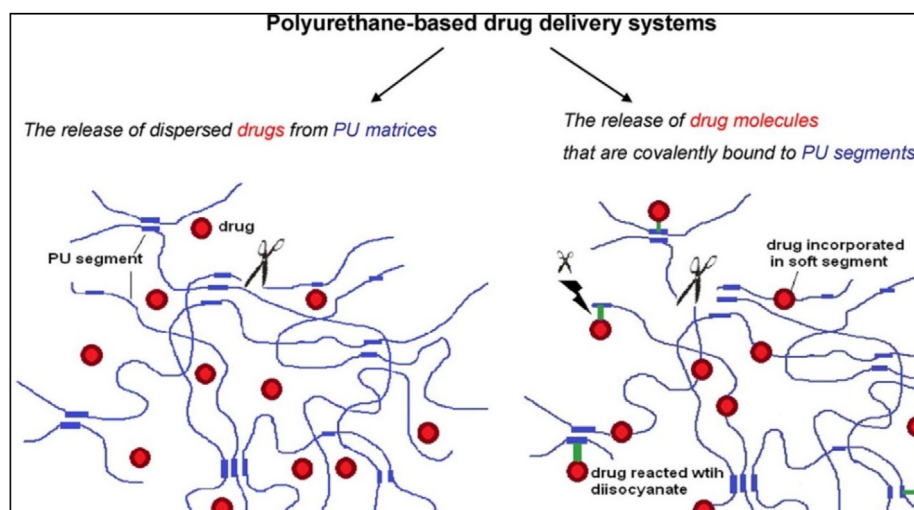 Polyurethane-based drug delivery systems
The release of dispersed drugs from PU matrices
The release of drug molecules
that are covalently bound to PU segments
drug
PU segment
drug incorporated
in soft segment
drug reacted wtih
diisocyanate